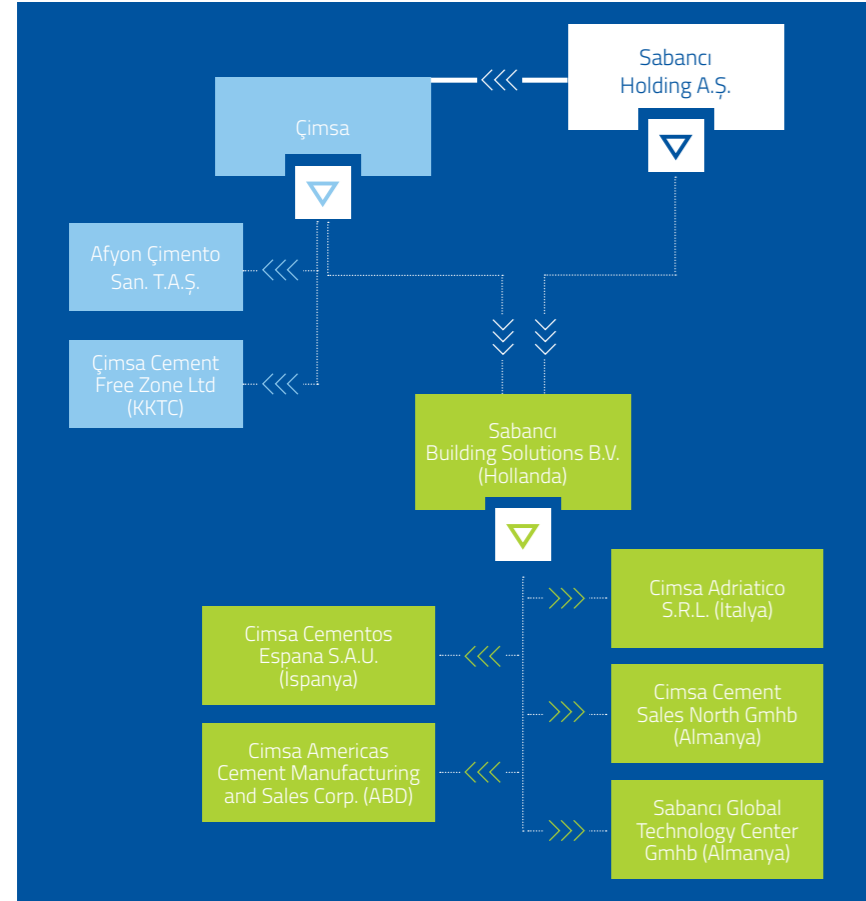 Sabancı
Holding A.Ş.
Çimsa
Afyon Çimento
San. T.A.Ş.
Çimsa Cement
Free Zone Ltd
(KKTC)
Sabancı
Building Solutions B.V.
(Hollanda)
Cimsa Adriatico
S.R.L. (İtalya)
Cimsa Cementos
Espana S.A.U.
(İspanya)
Cimsa Cement
Sales North Gmhb
(Almanya)
Cimsa Americas
Cement Manufacturing
and Sales Corp. (ABD)
Sabancı Global
Technology Center
Gmhb (Almanya)